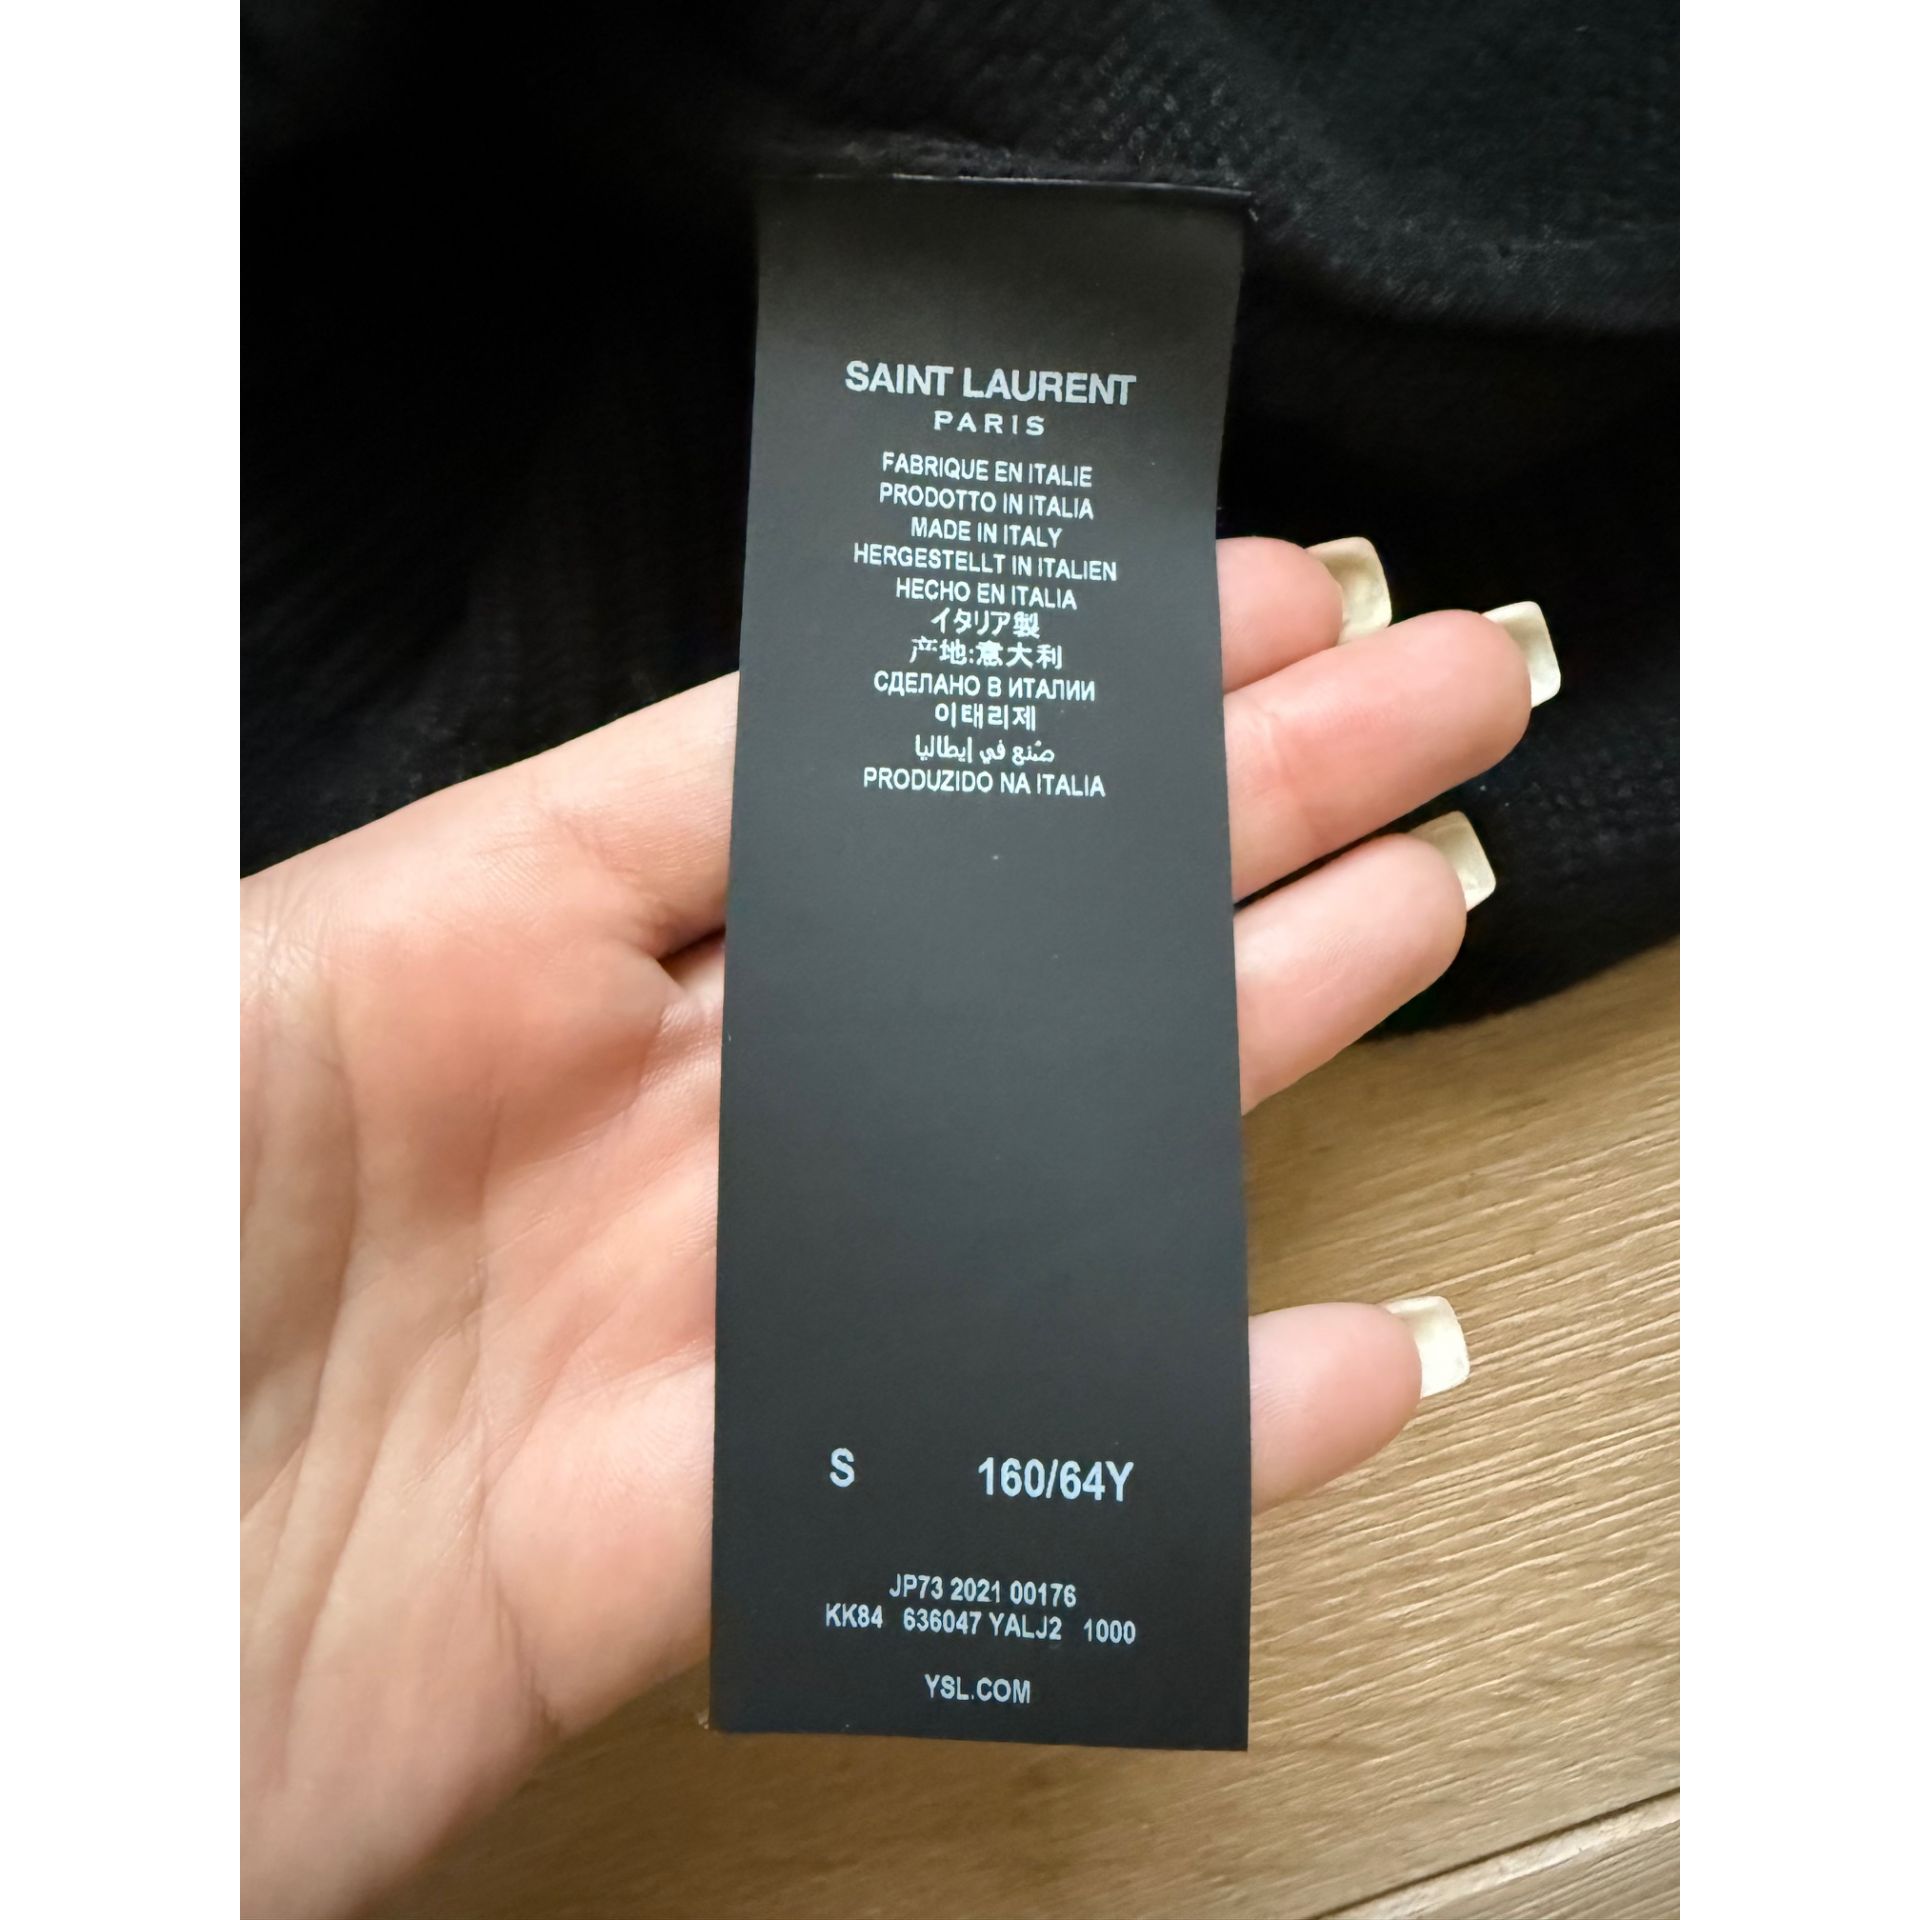 SAINT LAURENT
PARIS
FABRIQUE EN ITALIE
PRODOTTO IN ITALIA
MADE IN ITALY
HERGESTELLT IN ITALIEN
HECHO EN ITALIA
イタリア製
产地:意大利
СДЕЛАНО В ИТАЛИИ
이태리제
صُنع في إيطاليا
PRODUZIDO NA ITALIA
S 160/64Y
JP73 2021 00176
KK84 636047 YALJ2 1000
YSL.COM